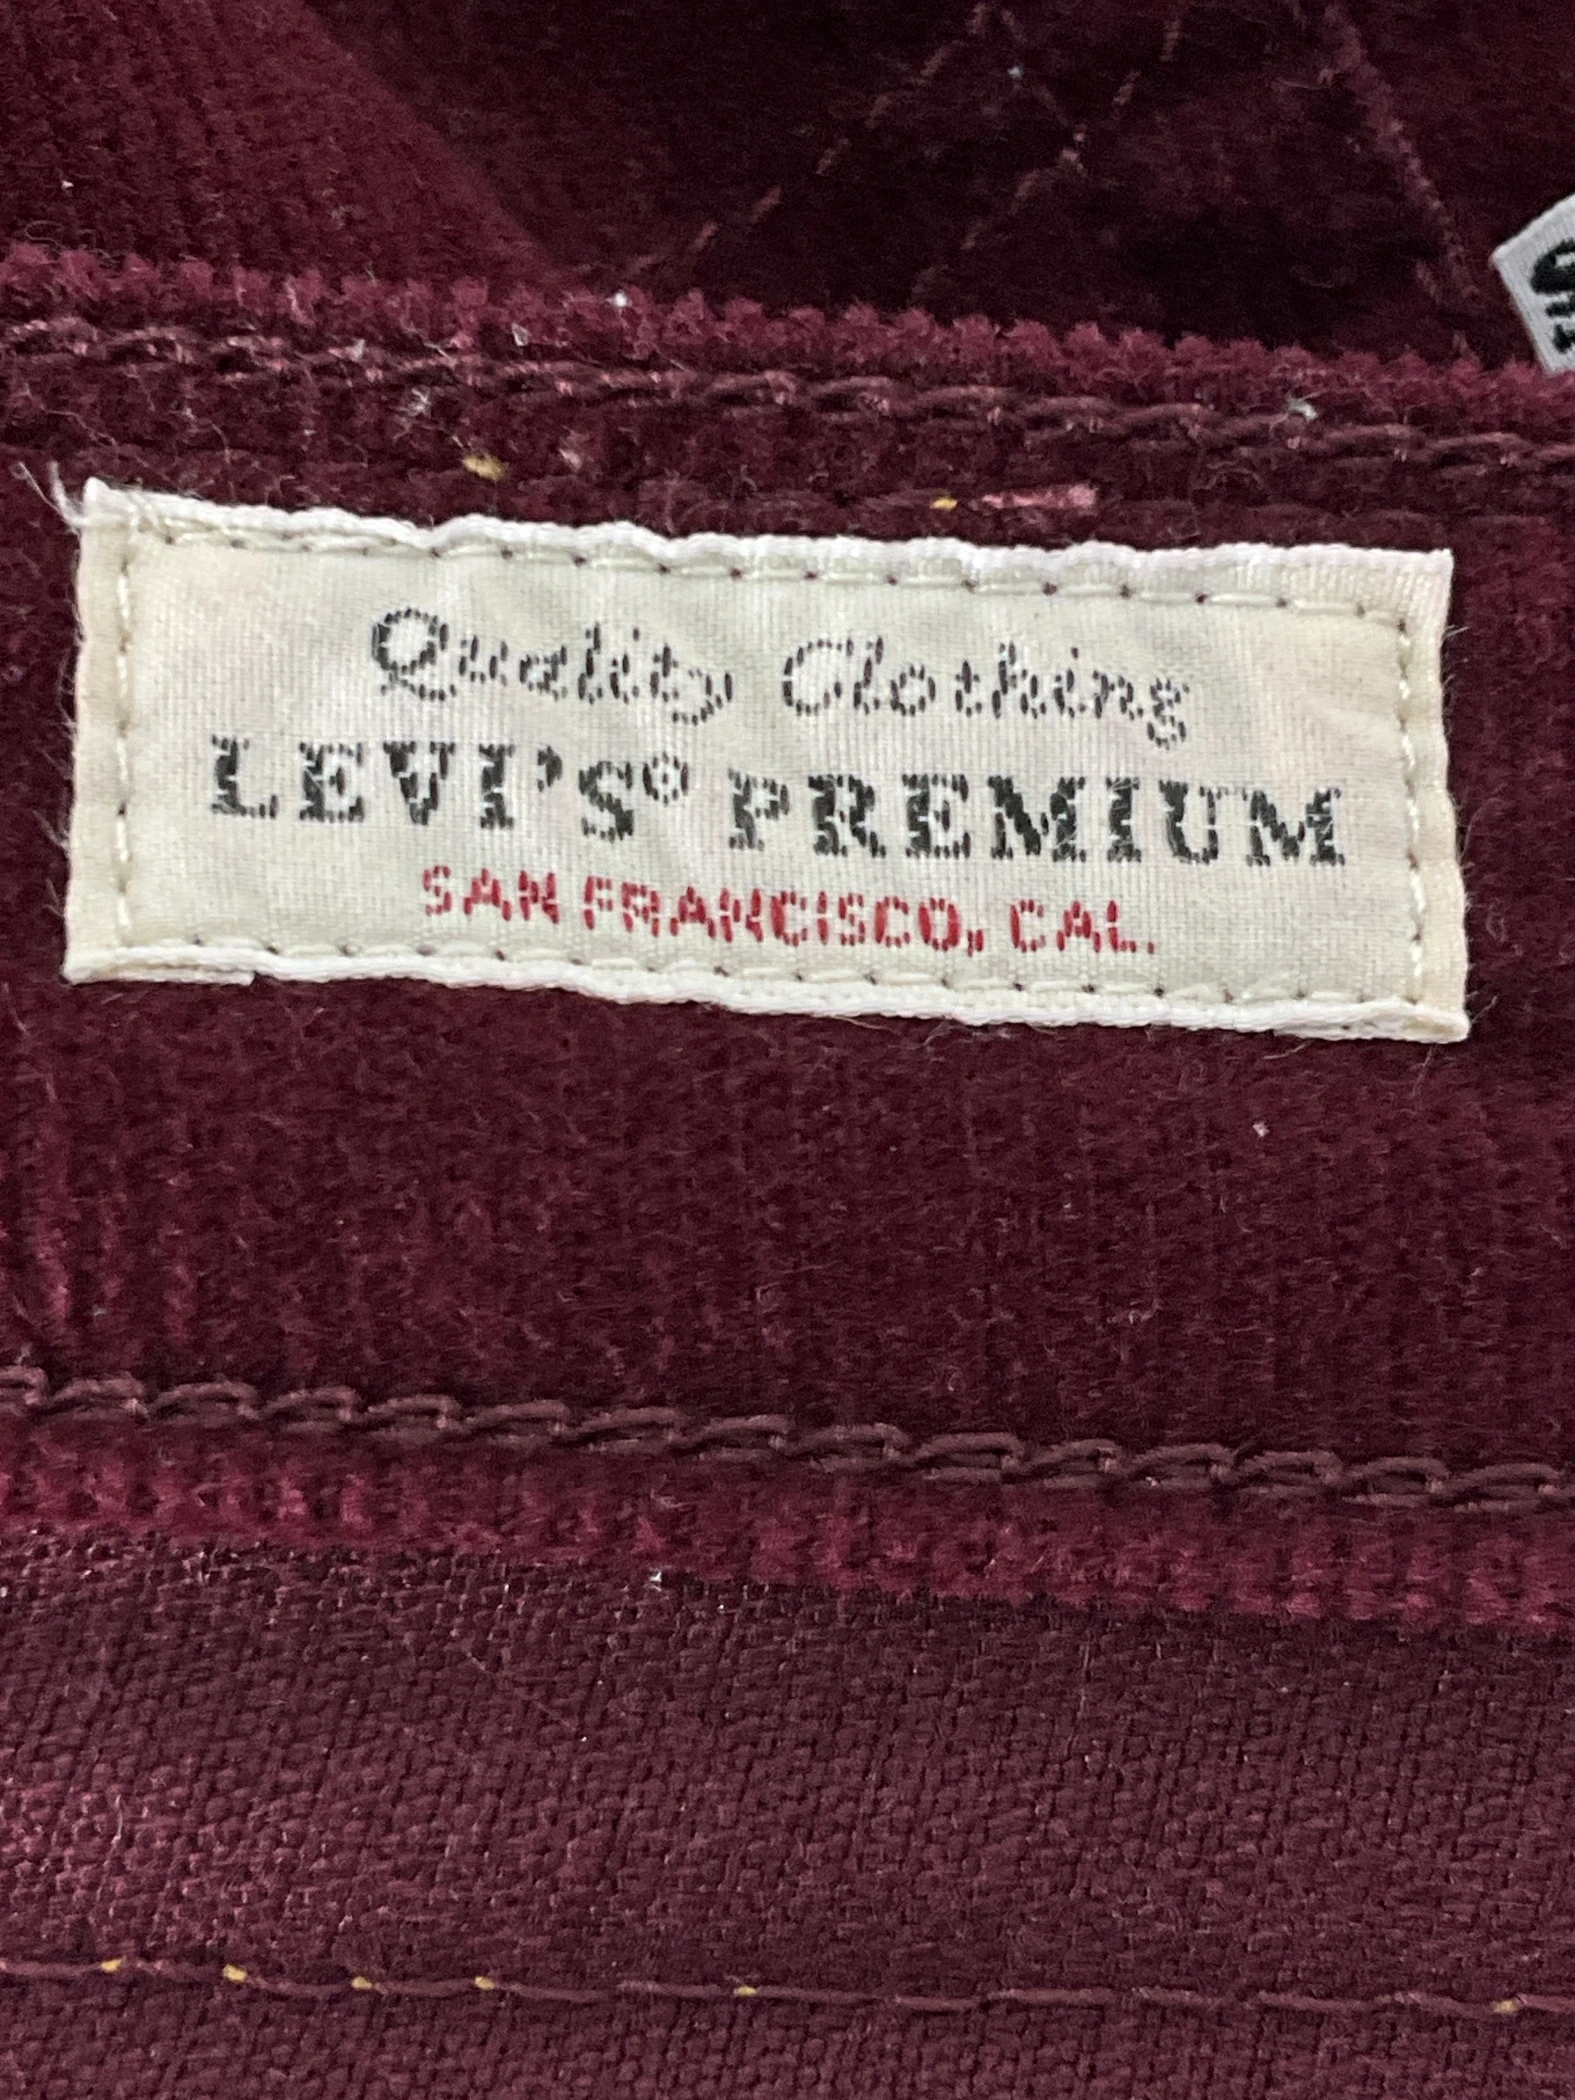 Quality Clothing
LEVI'S® PREMIUM
SAN FRANCISCO, CAL.